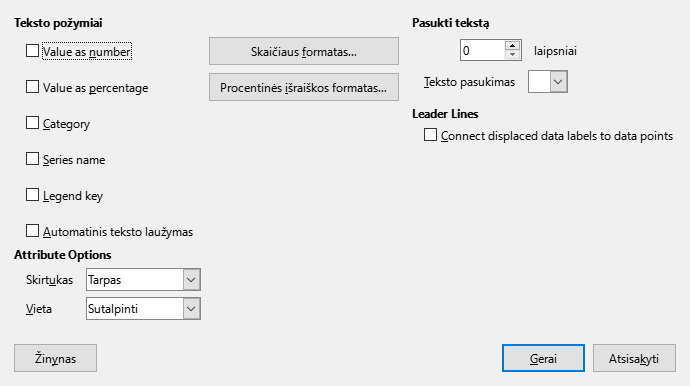 Teksto požymiai
Value as number
Skaičiaus formatas...
Value as percentage
Procentinės išraiškos formatas...
Category
Series name
Legend key
Automatinis teksto laužymas
Attribute Options
Skirtukas
Tarpas
Vieta
Sutalpinti
Pasukti tekstą
0
laipsniai
Teksto pasukimas
Leader Lines
Connect displaced data labels to data points
Žinynas
Gerai
Atsisakyti